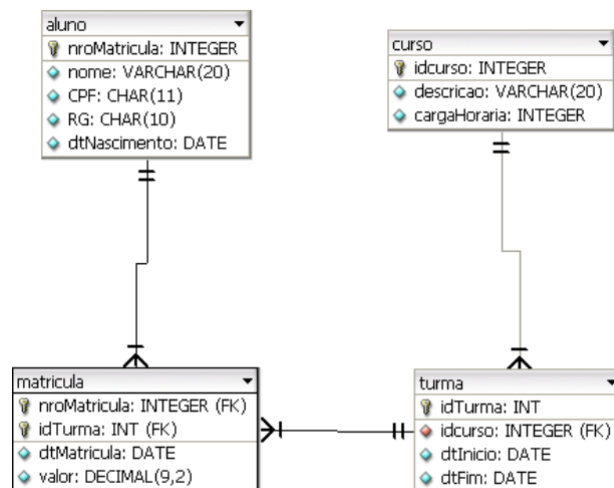 aluno
nroMatricula: INTEGER
nome: VARCHAR(20)
CPF: CHAR(11)
RG: CHAR(10)
dtNascimento: DATE
curso
idcurso: INTEGER
descricao: VARCHAR(20)
cargaHoraria: INTEGER
matricula
nroMatricula: INTEGER (FK)
idTurma: INT (FK)
dtMatricula: DATE
valor: DECIMAL(9,2)
turma
idTurma: INT
idcurso: INTEGER (FK)
dtInicio: DATE
dtFim: DATE